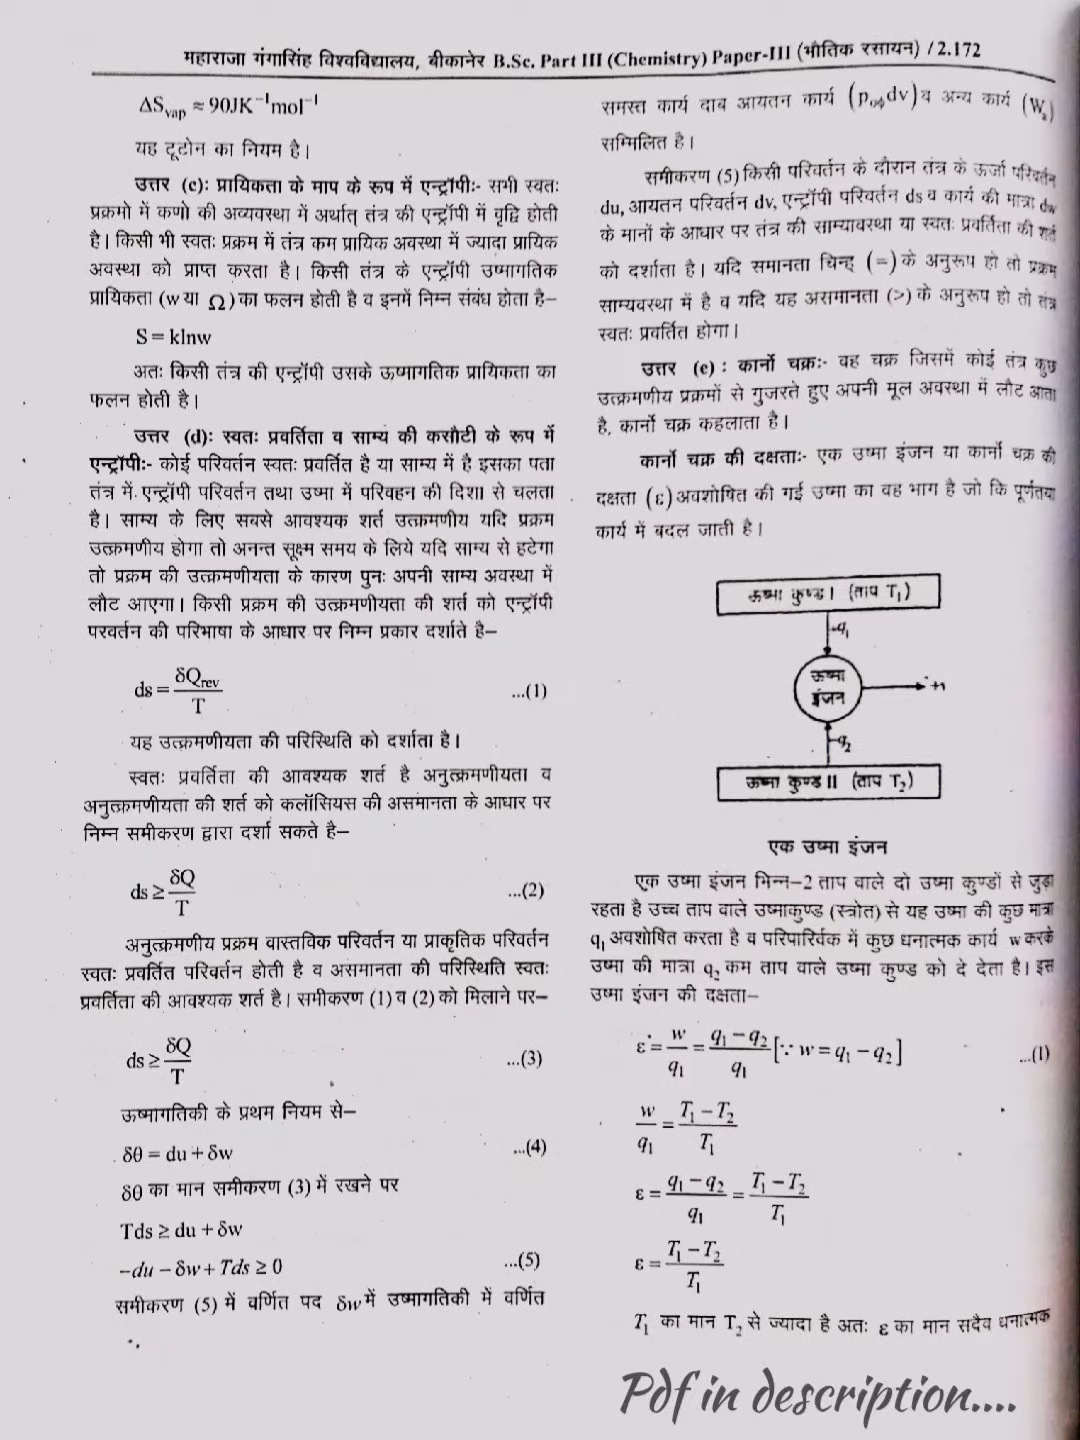 महाराजा गंगासिंह विश्वविद्यालय, बीकानेर B.Sc. Part III (Chemistry) Paper-III (भौतिक रसायन) / 2.172
ΔS_vap ≈ 90JK⁻¹mol⁻¹
यह टूटोन का नियम है।
उत्तर (c): प्रायिकता के माप के रूप में एन्ट्रॉपी:- सभी स्वतः
प्रक्रमो में कणो की अव्यवस्था में अर्थात् तंत्र की एन्ट्रॉपी में वृद्धि होती
है। किसी भी स्वतः प्रक्रम में तंत्र कम प्रायिक अवस्था में ज्यादा प्रायिक
अवस्था को प्राप्त करता है। किसी तंत्र के एन्ट्रॉपी उष्मागतिक
प्रायिकता (w या Ω) का फलन होती है व इनमें निम्न संबंध होता है–
S = klnw
अतः किसी तंत्र की एन्ट्रॉपी उसके ऊष्मागतिक प्रायिकता का
फलन होती है।
उत्तर (d): स्वतः प्रवर्तिता व साम्य की कसौटी के रूप में
एन्ट्रॉपी:- कोई परिवर्तन स्वतः प्रवर्तित है या साम्य में है इसका पता
तंत्र में एन्ट्रॉपी परिवर्तन तथा उष्मा में परिवहन की दिशा से चलता
है। साम्य के लिए सबसे आवश्यक शर्त उत्क्रमणीय यदि प्रक्रम
उत्क्रमणीय होगा तो अनन्त सूक्ष्म समय के लिये यदि साम्य से हटेगा
तो प्रक्रम की उत्क्रमणीयता के कारण पुनः अपनी साम्य अवस्था में
लौट आएगा। किसी प्रक्रम की उत्क्रमणीयता की शर्त को एन्ट्रॉपी
परवर्तन की परिभाषा के आधार पर निम्न प्रकार दर्शाते है–
ds = δQrev / T ...(1)
यह उत्क्रमणीयता की परिस्थिति को दर्शाता है।
स्वतः प्रवर्तिता की आवश्यक शर्त है अनुत्क्रमणीयता व
अनुत्क्रमणीयता की शर्त को कलॉसियस की असमानता के आधार पर
निम्न समीकरण द्वारा दर्शा सकते है–
ds ≥ δQ / T ...(2)
अनुत्क्रमणीय प्रक्रम वास्तविक परिवर्तन या प्राकृतिक परिवर्तन
स्वतः प्रवर्तित परिवर्तन होती है व असमानता की परिस्थिति स्वतः
प्रवर्तिता की आवश्यक शर्त है। समीकरण (1) व (2) को मिलाने पर–
ds ≥ δQ / T ...(3)
ऊष्मागतिकी के प्रथम नियम से–
δθ = du + δw ...(4)
δθ का मान समीकरण (3) में रखने पर
Tds ≥ du + δw
-du – δw + Tds ≥ 0 ...(5)
समीकरण (5) में वर्णित पद δw में उष्मागतिकी में वर्णित
समस्त कार्य दाब आयतन कार्य (dv) व अन्य कार्य (Wₐ)
सम्मिलित है।
समीकरण (5) किसी परिवर्तन के दौरान तंत्र के ऊर्जा परिवर्तन
du, आयतन परिवर्तन dv, एन्ट्रॉपी परिवर्तन ds व कार्य की मात्रा dw
के मानों के आधार पर तंत्र की साम्यावस्था या स्वतः प्रवर्तिता की शर्त
को दर्शाता है। यदि समानता चिन्ह (=) के अनुरूप हो तो प्रक्रम
साम्यवस्था में है व यदि यह असमानता (>) के अनुरूप हो तो तंत्र
स्वतः प्रवर्तित होगा।
उत्तर (e) : कार्नो चक्र:- वह चक्र जिसमें कोई तंत्र कुछ
उत्क्रमणीय प्रक्रमों से गुजरते हुए अपनी मूल अवस्था में लौट आता
है, कार्नो चक्र कहलाता है।
कार्नो चक्र की दक्षता:- एक उष्मा इंजन या कार्नो चक्र की
दक्षता (ε) अवशोषित की गई उष्मा का वह भाग है जो कि पूर्णतया
कार्य में बदल जाती है।
ऊष्मा कुण्ड I (ताप T₁)
q₁
ऊष्मा
इंजन
q₂
ऊष्मा कुण्ड II (ताप T₂)
एक उष्मा इंजन
एक उष्मा इंजन भिन्न–2 ताप वाले दो उष्मा कुण्डों से जुड़ा
रहता है उच्च ताप वाले उष्माकुण्ड (स्त्रोत) से यह उष्मा की कुछ मात्रा
q₁ अवशोषित करता है व परिपारिर्वक में कुछ धनात्मक कार्य w करके
उष्मा की मात्रा q₂ कम ताप वाले उष्मा कुण्ड को दे देता है। इस
उष्मा इंजन की दक्षता–
ε = w / q₁ = q₁ – q₂ / q₁ [∵ w = q₁ – q₂] ...(1)
w / q₁ = T₁ – T₂ / T₁
ε = q₁ – q₂ / q₁ = T₁ – T₂ / T₁
ε = T₁ – T₂ / T₁
T₁ का मान T₂ से ज्यादा है अतः ε का मान सदैव धनात्मक
Pdf in description....